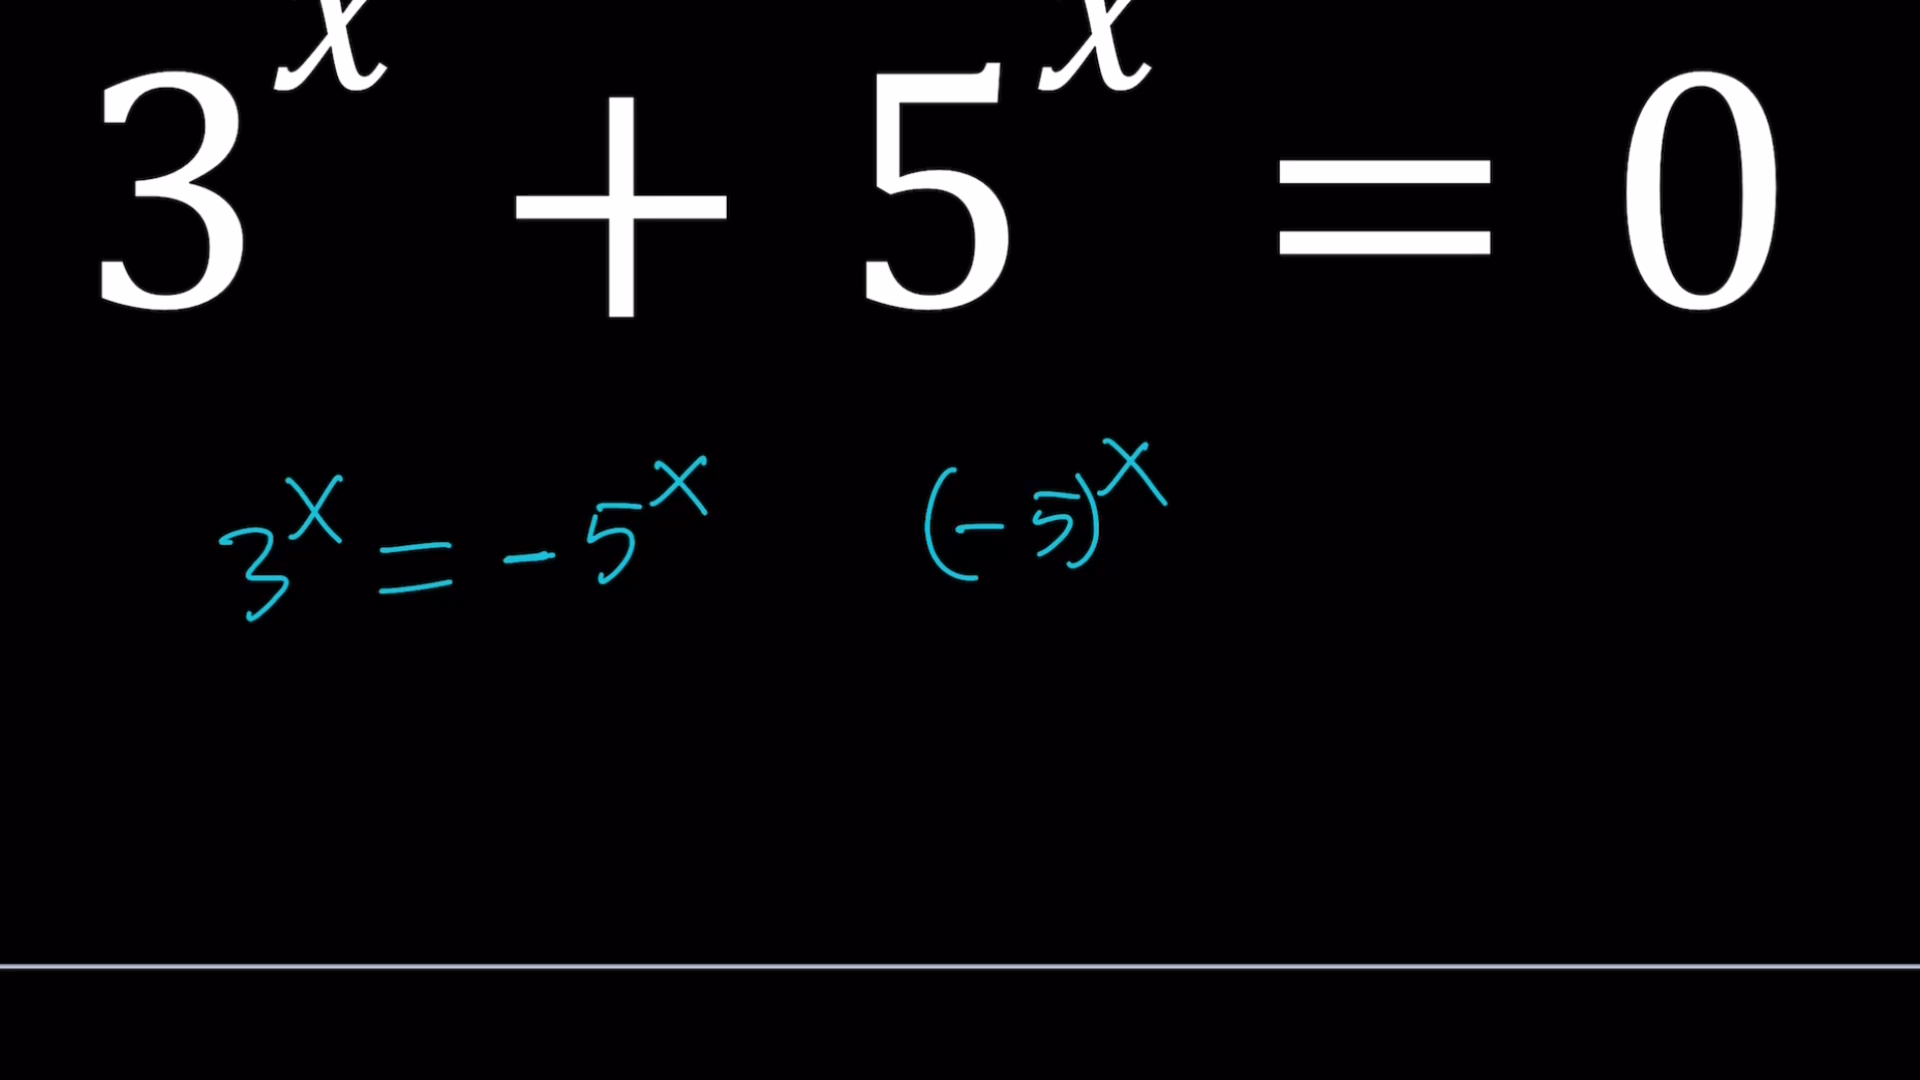 3^x + 5^x = 0
3^x = -5^x (-5)^x